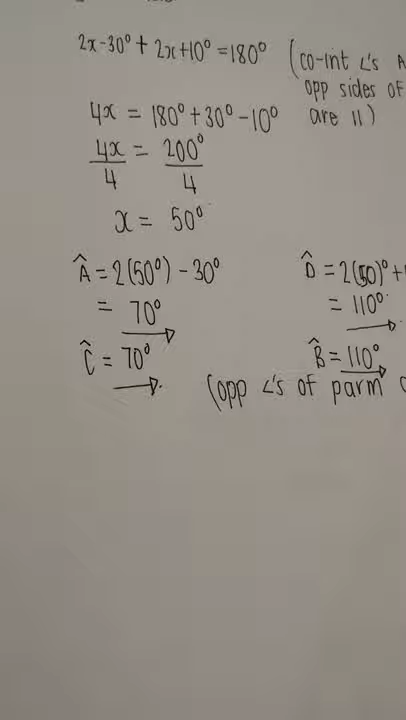 2x-30° + 2x+10° = 180° (co-int ∠'s
opp sides of
4x = 180° + 30° - 10° are ||)
4x/4 = 200°/4
x = 50°
Â = 2(50°) - 30° D̂ = 2(50)° +
= 70° = 110°
Ĉ = 70° B̂ = 110°
(opp ∠'s of parm